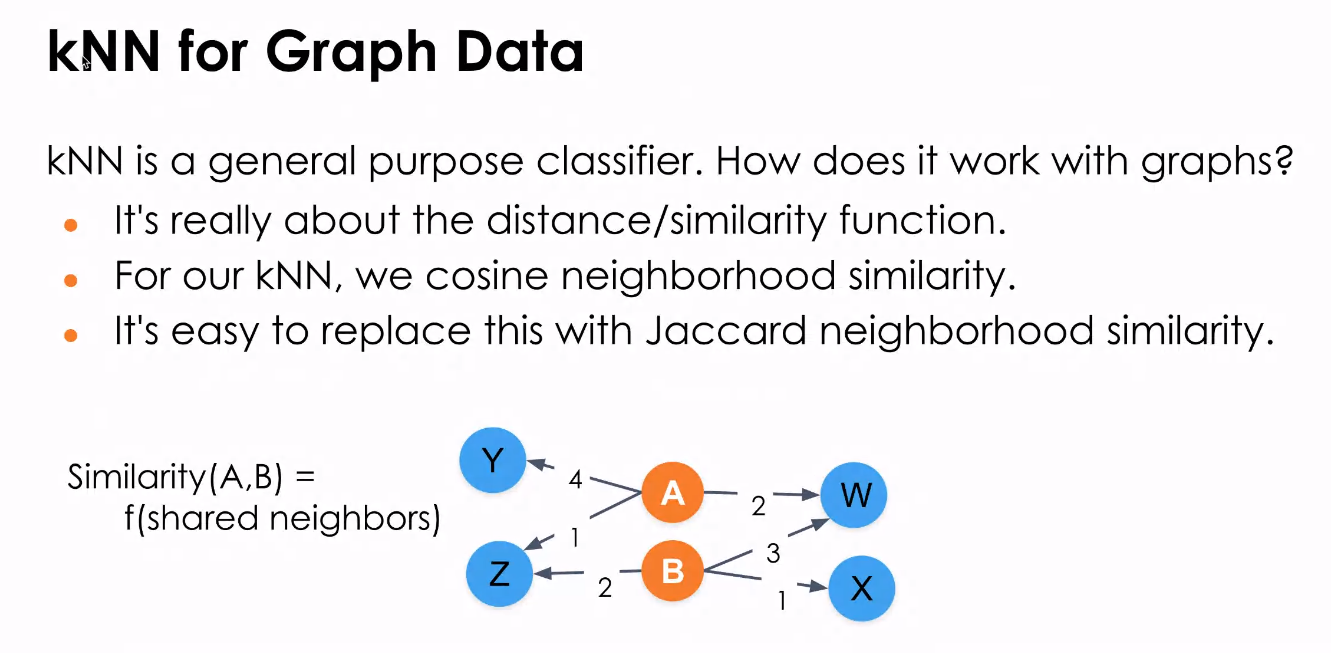 kNN for Graph Data
kNN is a general purpose classifier. How does it work with graphs?
• It's really about the distance/similarity function.
• For our kNN, we cosine neighborhood similarity.
• It's easy to replace this with Jaccard neighborhood similarity.
Similarity(A,B) =
f(shared neighbors)
Y
4
A
2
W
1
3
Z
2
B
1
X